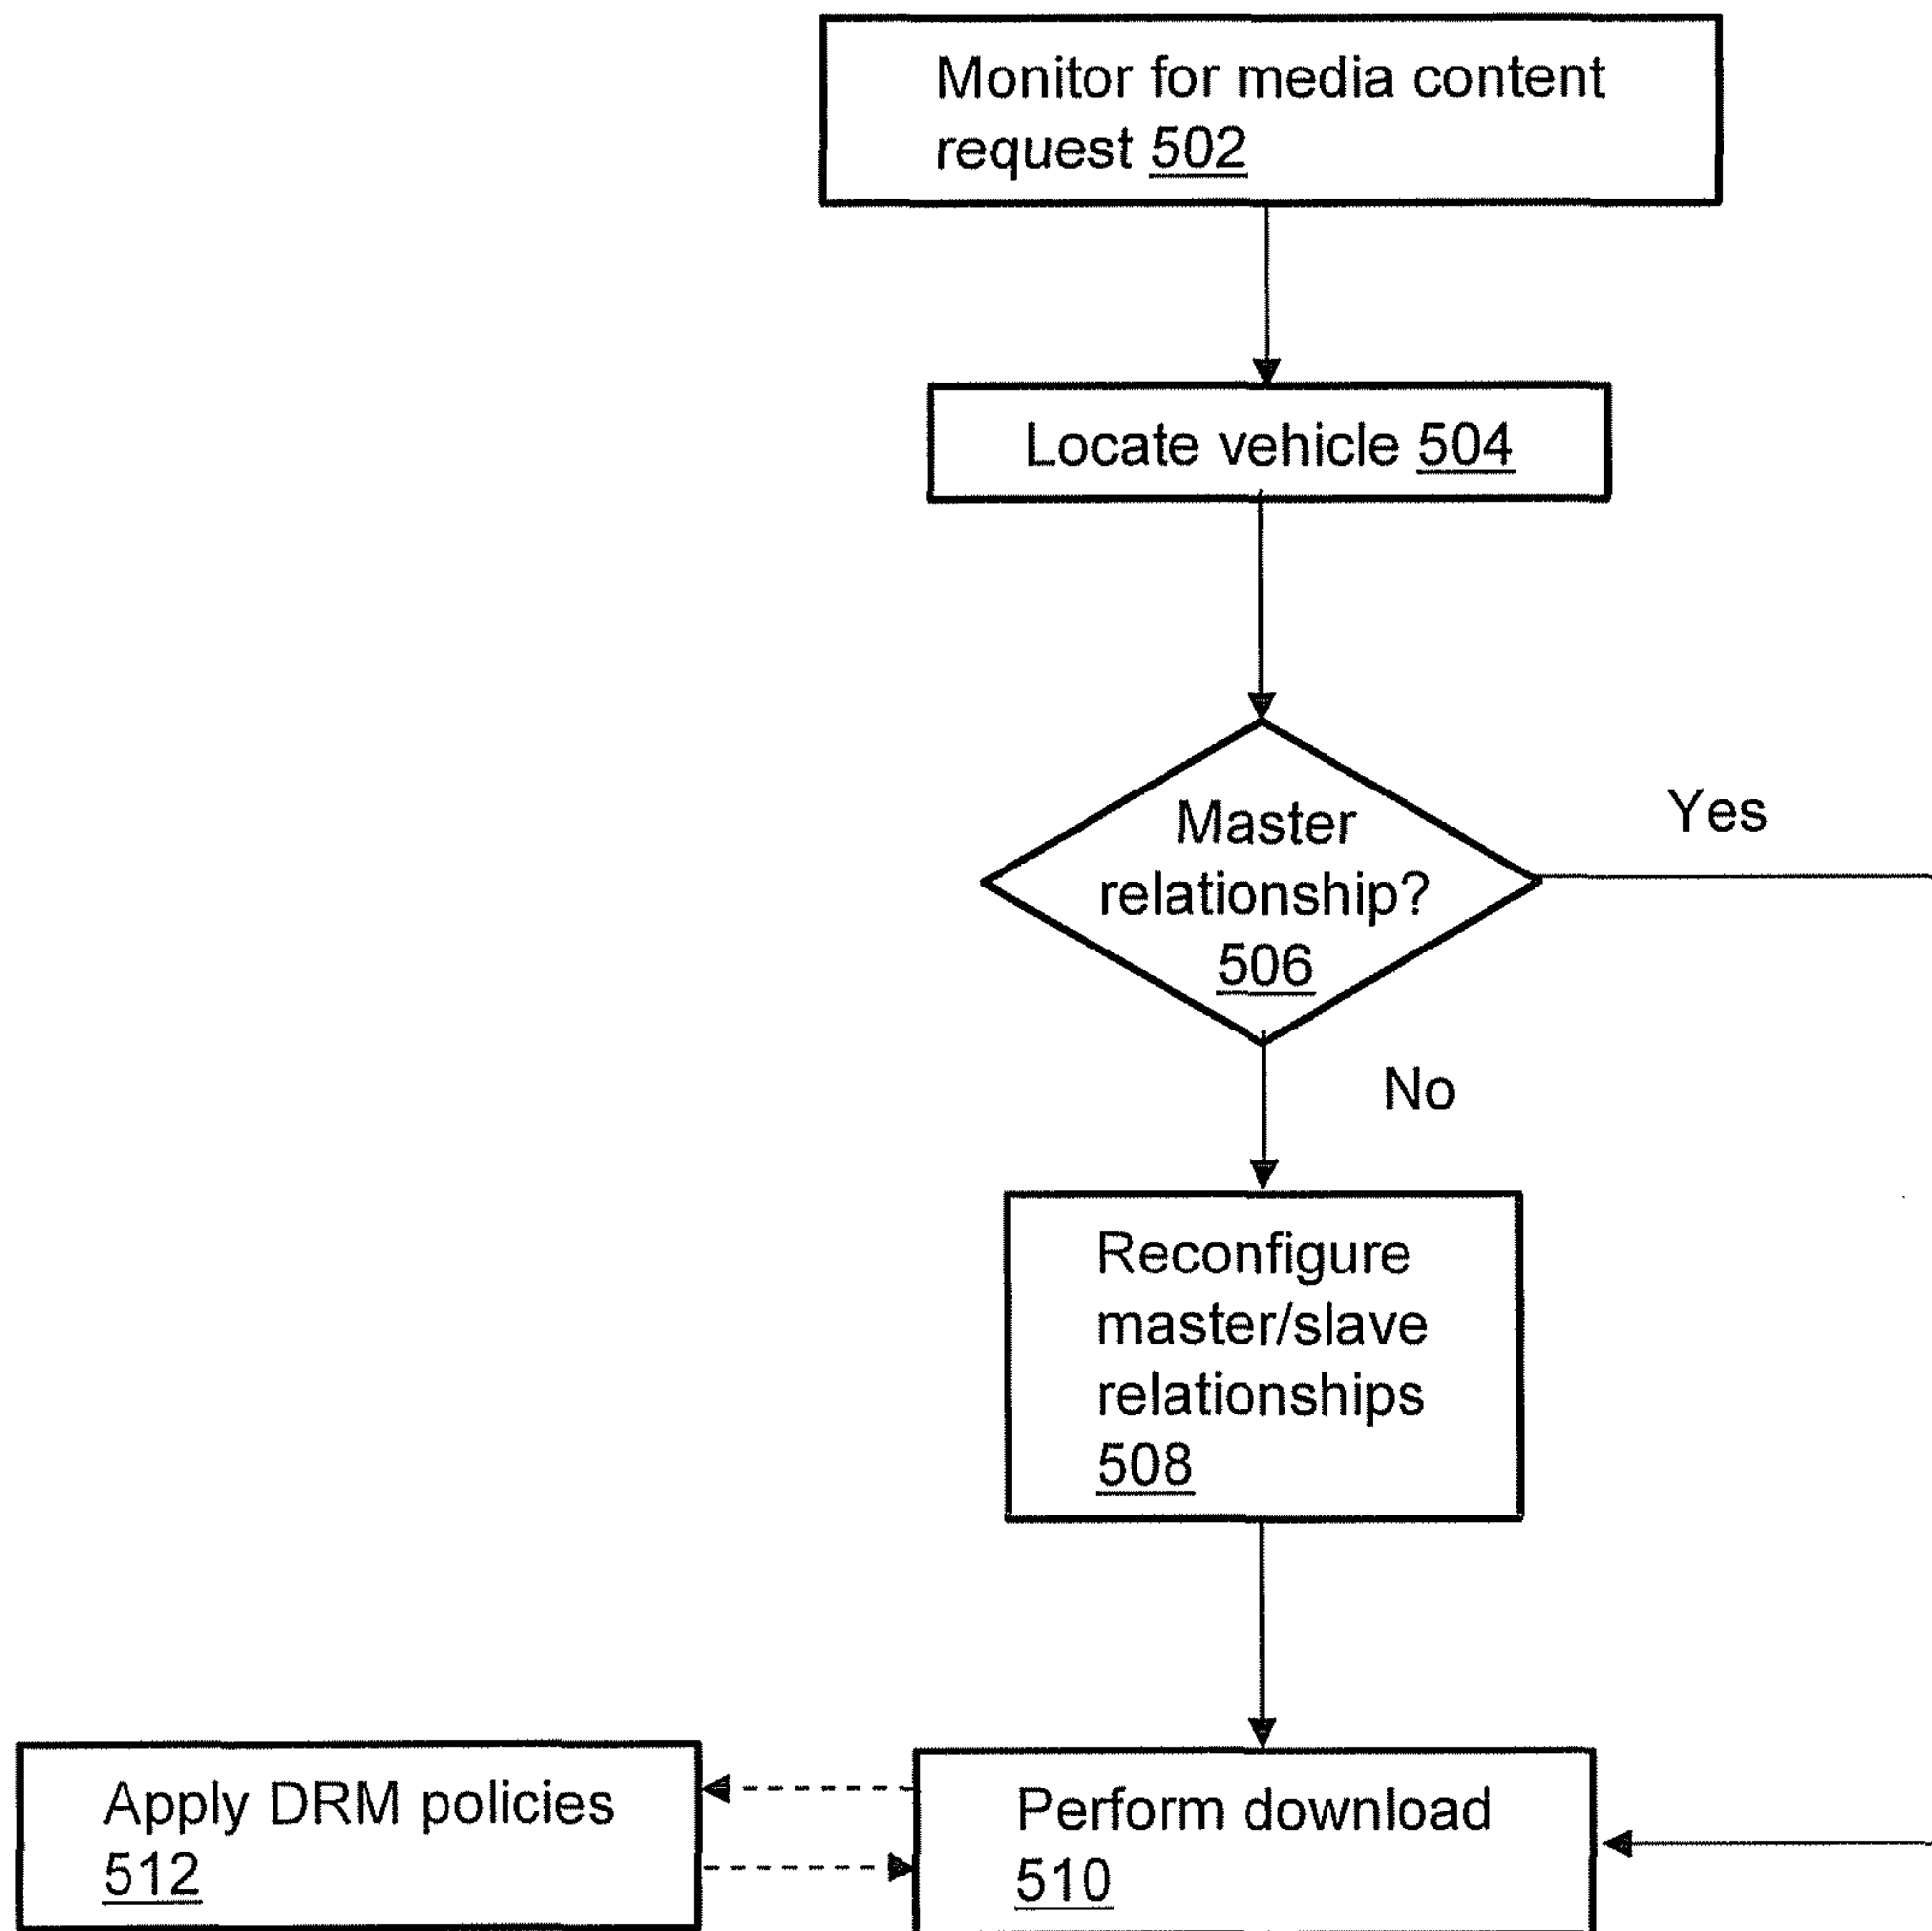 Monitor for media content
request 502
Locate vehicle 504
Master
relationship?
506
Yes
No
Reconfigure
master/slave
relationships
508
Apply DRM policies
512
Perform download
510